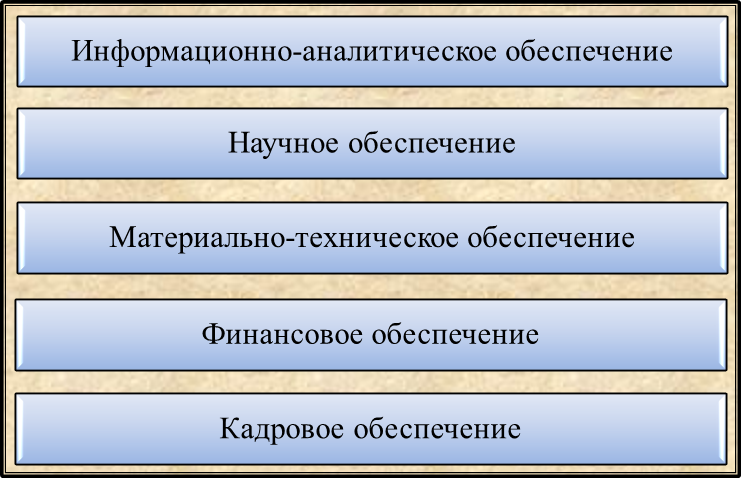 Информационно-аналитическое обеспечение
Научное обеспечение
Материально-техническое обеспечение
Финансовое обеспечение
Кадровое обеспечение